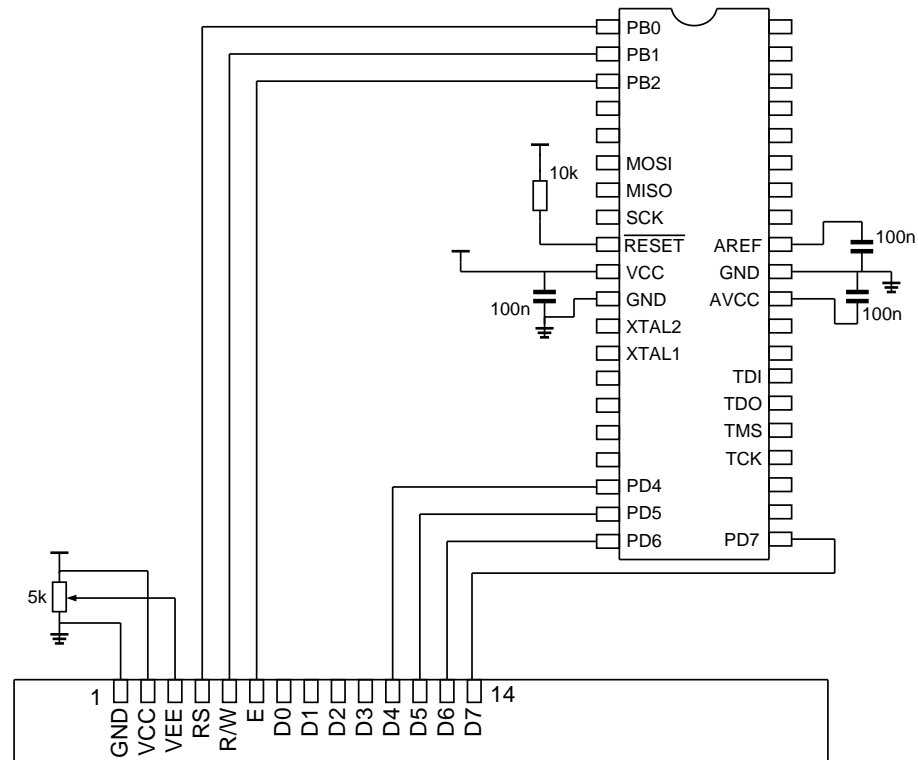 PB0
PB1
PB2
10k
MOSI
MISO
SCK
RESET
AREF
100n
VCC
GND
GND
AVCC
100n
100n
XTAL2
XTAL1
TDI
TDO
TMS
TCK
PD4
PD5
PD6
PD7
5k
1
14
GND
VCC
VEE
RS
R/W
E
D0
D1
D2
D3
D4
D5
D6
D7